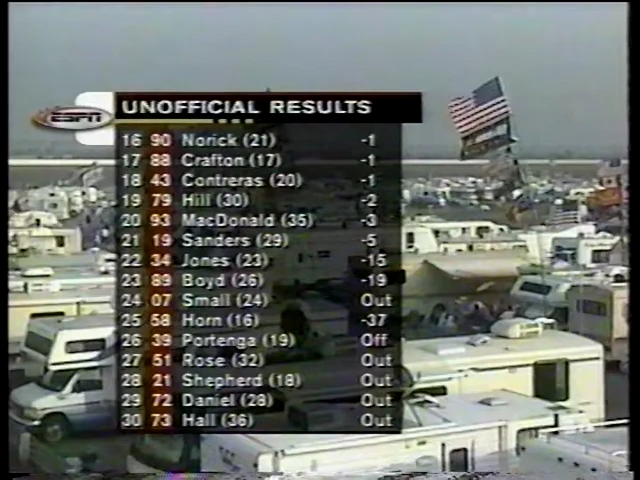 ESPN
UNOFFICIAL RESULTS
16 90 Norick (21) -1
17 88 Crafton (17) -1
18 43 Contreras (20) -1
19 79 Hill (30) -2
20 93 MacDonald (35) -3
21 19 Sanders (29) -5
22 34 Jones (23) -15
23 89 Boyd (26) -19
24 07 Small (24) Out
25 58 Horn (16) -37
26 39 Portenga (19) Off
27 51 Rose (32) Out
28 21 Shepherd (18) Out
29 72 Daniel (28) Out
30 73 Hall (36) Out